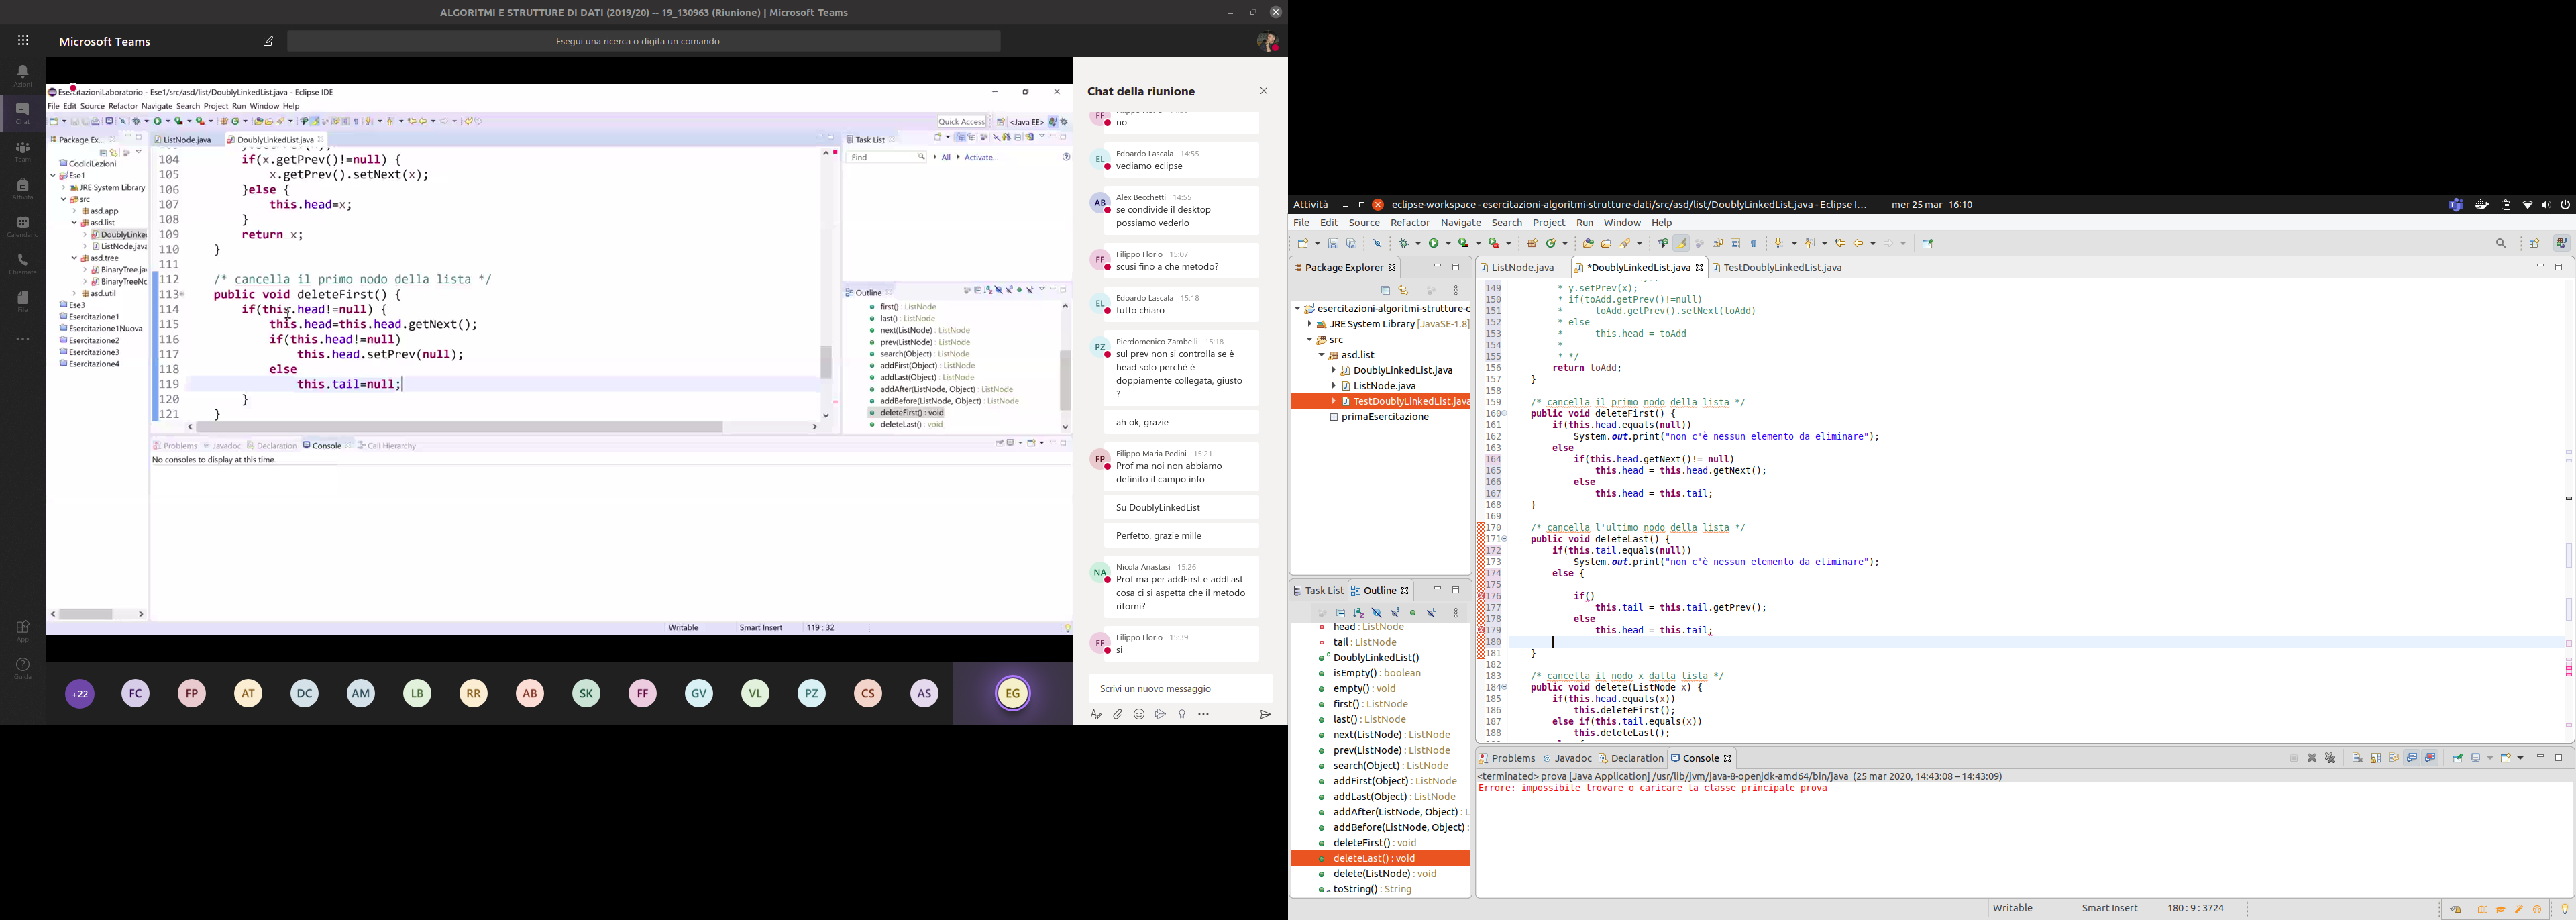 ALGORITMI E STRUTTURE DI DATI (2019/20) -- 19_130963 (Riunione) | Microsoft Teams
Microsoft Teams
Esegui una ricerca o digita un comando
Chat
Team
Attività
Calendario
Chiamate
File
App
Guida
EsercitazioniLaboratorio - Ese1/src/asd/list/DoublyLinkedList.java - Eclipse IDE
File Edit Source Refactor Navigate Search Project Run Window Help
Quick Access
<Java EE>
Package Ex...
CodiciLezioni
Ese1
JRE System Library
src
asd.app
asd.list
DoublyLinke
ListNode.java
asd.tree
BinaryTree.jav
BinaryTreeNo
asd.util
Ese3
Esercitazione1
Esercitazione1Nuova
Esercitazione2
Esercitazione3
Esercitazione4
ListNode.java
DoublyLinkedList.java
104 if(x.getPrev()!=null) {
105 x.getPrev().setNext(x);
106 }else {
107 this.head=x;
108 }
109 return x;
110 }
111
112 /* cancella il primo nodo della lista */
113 public void deleteFirst() {
114 if(this.head!=null) {
115 this.head=this.head.getNext();
116 if(this.head!=null)
117 this.head.setPrev(null);
118 else
119 this.tail=null;
120 }
121 }
Task List
Find
All
Activate...
Outline
first() : ListNode
last() : ListNode
next(ListNode) : ListNode
prev(ListNode) : ListNode
search(Object) : ListNode
addFirst(Object) : ListNode
addLast(Object) : ListNode
addAfter(ListNode, Object) : ListNode
addBefore(ListNode, Object) : ListNode
deleteFirst() : void
deleteLast() : void
Problems Javadoc Declaration Console Call Hierarchy
No consoles to display at this time.
Writable Smart Insert 119 : 32
+22 FC FP AT DC AM LB RR AB SK FF GV VL PZ CS AS EG
Chat della riunione
FF
no
EL Edoardo Lascala 14:55
vediamo eclipse
AB Alex Becchetti 14:55
se condivide il desktop
possiamo vederlo
FF Filippo Florio 15:07
scusi fino a che metodo?
EL Edoardo Lascala 15:18
tutto chiaro
PZ Pierdomenico Zambelli 15:18
sul prev non si controlla se è
head solo perchè è
doppiamente collegata, giusto
?
ah ok, grazie
FP Filippo Maria Pedini 15:21
Prof ma noi non abbiamo
definito il campo info
Su DoublyLinkedList
Perfetto, grazie mille
NA Nicola Anastasi 15:26
Prof ma per addFirst e addLast
cosa ci si aspetta che il metodo
ritorni?
FF Filippo Florio 15:39
si
Scrivi un nuovo messaggio
Attività
eclipse-workspace - esercitazioni-algoritmi-strutture-dati/src/asd/list/DoublyLinkedList.java - Eclipse I...
mer 25 mar 16:10
File Edit Source Refactor Navigate Search Project Run Window Help
Package Explorer
esercitazioni-algoritmi-strutture-d
JRE System Library [JavaSE-1.8]
src
asd.list
DoublyLinkedList.java
ListNode.java
TestDoublyLinkedList.java
primaEsercitazione
Task List Outline
head : ListNode
tail : ListNode
DoublyLinkedList()
isEmpty() : boolean
empty() : void
first() : ListNode
last() : ListNode
next(ListNode) : ListNode
prev(ListNode) : ListNode
search(Object) : ListNode
addFirst(Object) : ListNode
addLast(Object) : ListNode
addAfter(ListNode, Object) : L
addBefore(ListNode, Object) :
deleteFirst() : void
deleteLast() : void
delete(ListNode) : void
toString() : String
ListNode.java
*DoublyLinkedList.java
TestDoublyLinkedList.java
149 * y.setPrev(x);
150 * if(toAdd.getPrev()!=null)
151 * toAdd.getPrev().setNext(toAdd)
152 * else
153 * this.head = toAdd
154 *
155 * */
156 return toAdd;
157 }
158
159 /* cancella il primo nodo della lista */
160 public void deleteFirst() {
161 if(this.head.equals(null))
162 System.out.print("non c'è nessun elemento da eliminare");
163 else
164 if(this.head.getNext()!= null)
165 this.head = this.head.getNext();
166 else
167 this.head = this.tail;
168 }
169
170 /* cancella l'ultimo nodo della lista */
171 public void deleteLast() {
172 if(this.tail.equals(null))
173 System.out.print("non c'è nessun elemento da eliminare");
174 else {
175
176 if()
177 this.tail = this.tail.getPrev();
178 else
179 this.head = this.tail;
180
181 }
182
183 /* cancella il nodo x dalla lista */
184 public void delete(ListNode x) {
185 if(this.head.equals(x))
186 this.deleteFirst();
187 else if(this.tail.equals(x))
188 this.deleteLast();
Problems Javadoc Declaration Console
<terminated> prova [Java Application] /usr/lib/jvm/java-8-openjdk-amd64/bin/java (25 mar 2020, 14:43:08 – 14:43:09)
Errore: impossibile trovare o caricare la classe principale prova
Writable Smart Insert 180 : 9 : 3724